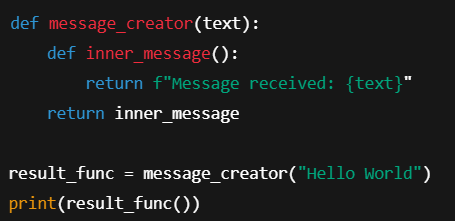 def message_creator(text):
    def inner_message():
        return f"Message received: {text}"
    return inner_message

result_func = message_creator("Hello World")
print(result_func())